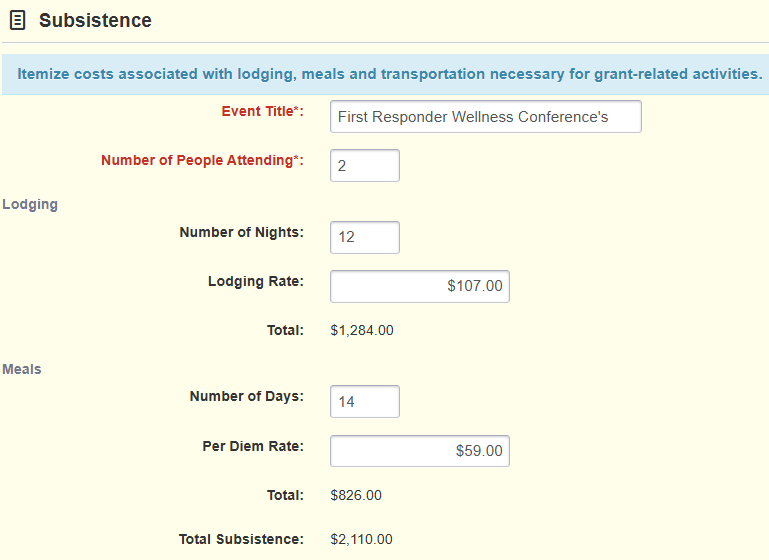 Subsistence
Itemize costs associated with lodging, meals and transportation necessary for grant-related activities.
Event Title*: First Responder Wellness Conference's
Number of People Attending*: 2
Lodging
Number of Nights: 12
Lodging Rate: $107.00
Total: $1,284.00
Meals
Number of Days: 14
Per Diem Rate: $59.00
Total: $826.00
Total Subsistence: $2,110.00